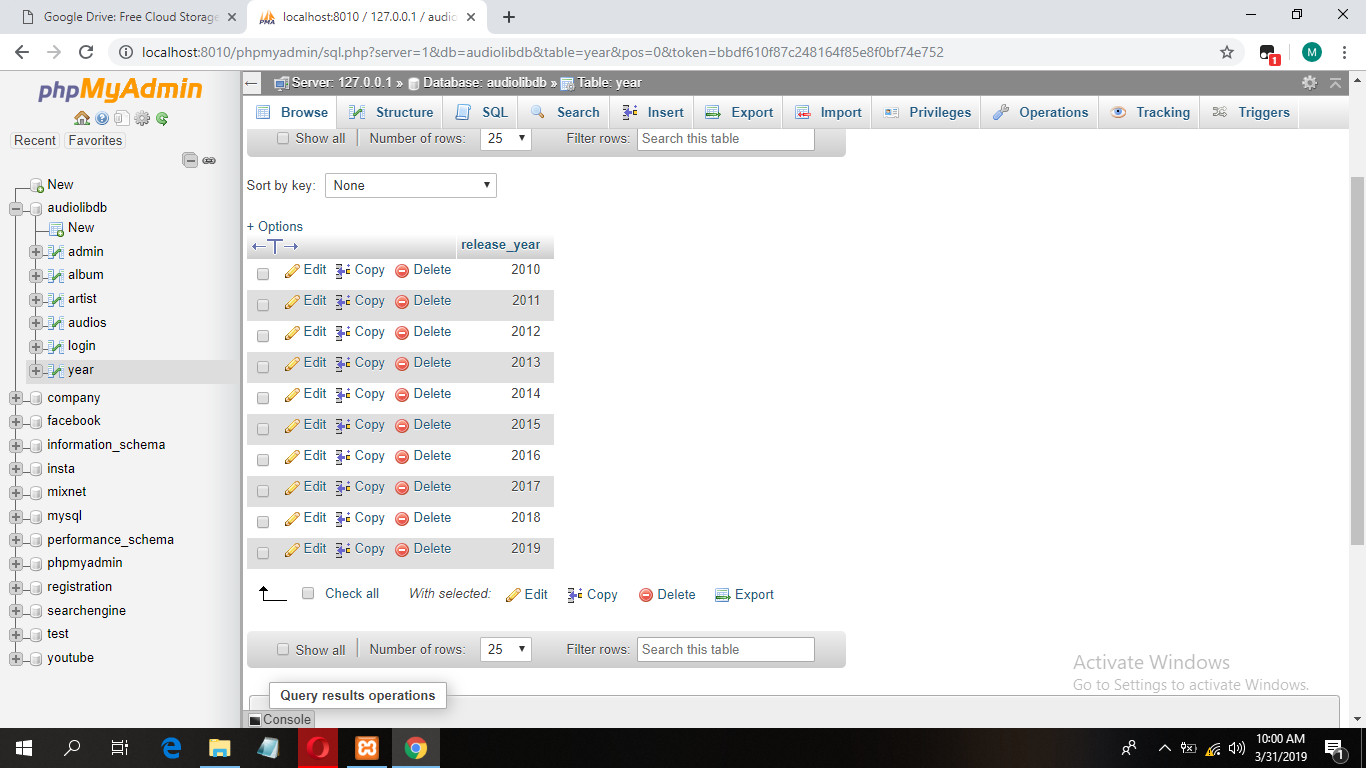 Google Drive: Free Cloud Storage
localhost:8010 / 127.0.0.1 / audio
localhost:8010/phpmyadmin/sql.php?server=1&db=audiolibdb&table=year&pos=0&token=bbdf610f87c248164f85e8f0bf74e752
M
1
phpMyAdmin
Recent Favorites
New
audiolibdb
New
admin
album
artist
audios
login
year
company
facebook
information_schema
insta
mixnet
mysql
performance_schema
phpmyadmin
registration
searchengine
test
youtube
Server: 127.0.0.1 » Database: audiolibdb » Table: year
Browse Structure SQL Search Insert Export Import Privileges Operations Tracking Triggers
Show all Number of rows: 25 Filter rows: Search this table
Sort by key: None
+ Options
←T→ release_year
Edit Copy Delete 2010
Edit Copy Delete 2011
Edit Copy Delete 2012
Edit Copy Delete 2013
Edit Copy Delete 2014
Edit Copy Delete 2015
Edit Copy Delete 2016
Edit Copy Delete 2017
Edit Copy Delete 2018
Edit Copy Delete 2019
Check all With selected: Edit Copy Delete Export
Show all Number of rows: 25 Filter rows: Search this table
Query results operations
Console
Activate Windows
Go to Settings to activate Windows.
10:00 AM
3/31/2019
1